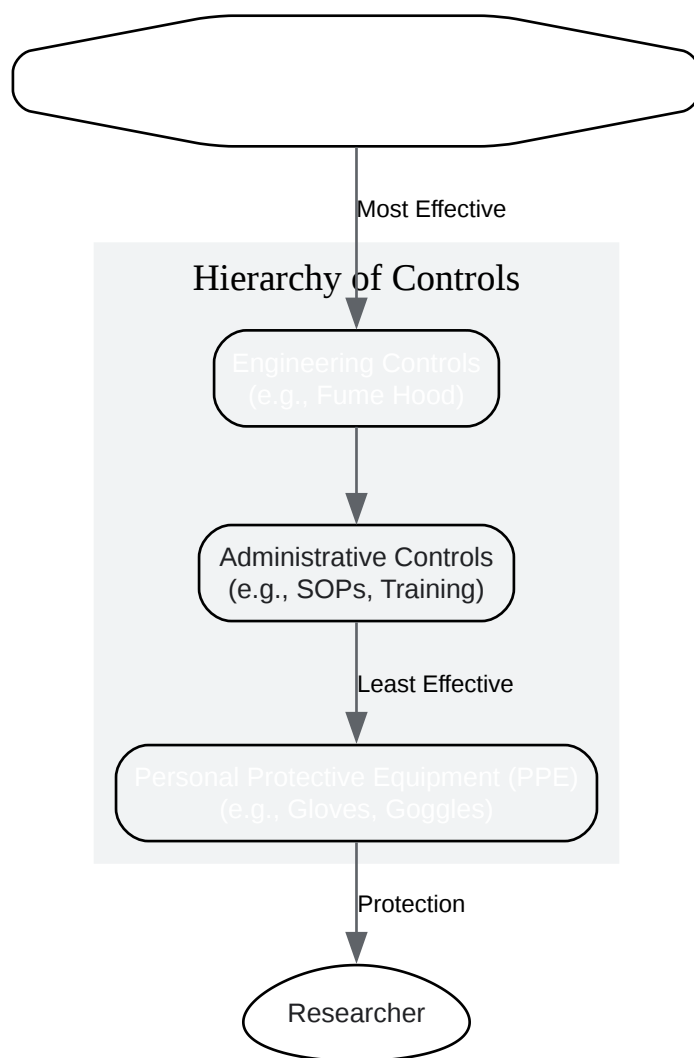 Most Effective
Hierarchy of Controls
Engineering Controls
(e.g., Fume Hood)
Administrative Controls
(e.g., SOPs, Training)
Least Effective
Personal Protective Equipment (PPE)
(e.g., Gloves, Goggles)
Protection
Researcher